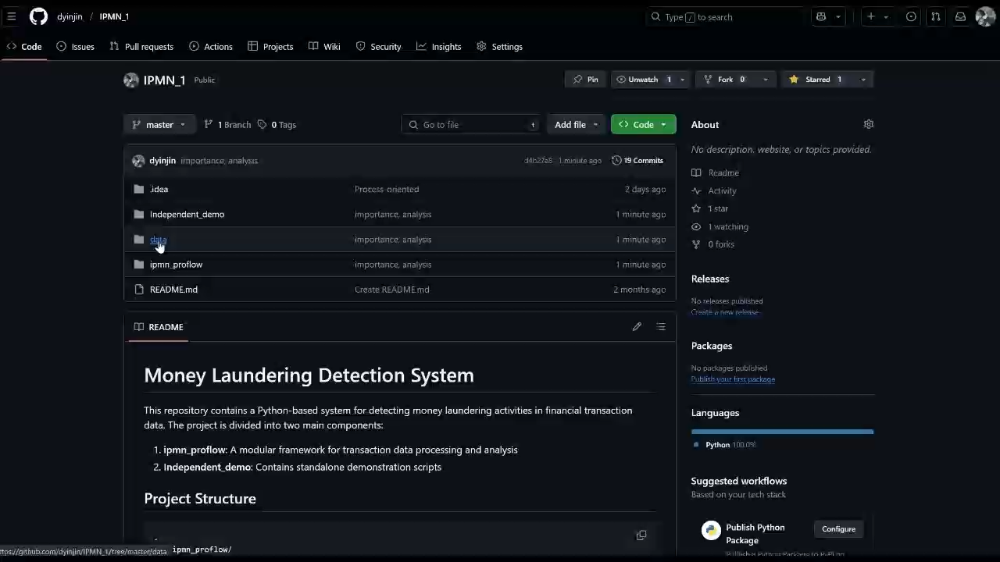 dyinjin / IPMN_1
Type / to search
Code Issues Pull requests Actions Projects Wiki Security Insights Settings
IPMN_1 Public
Pin Unwatch 1 Fork 0 Starred 1
master 1 Branch 0 Tags Go to file t Add file Code
dyinjin importance, analysis d4b27a8 · 1 minute ago 19 Commits
.idea Process-oriented 2 days ago
Independent_demo importance, analysis 1 minute ago
data importance, analysis 1 minute ago
ipmn_proflow importance, analysis 1 minute ago
README.md Create README.md 2 months ago
README
Money Laundering Detection System
This repository contains a Python-based system for detecting money laundering activities in financial transaction
data. The project is divided into two main components:
1. ipmn_proflow: A modular framework for transaction data processing and analysis
2. Independent_demo: Contains standalone demonstration scripts
Project Structure
ipmn_proflow/
About
No description, website, or topics provided.
Readme
Activity
1 star
1 watching
0 forks
Releases
No releases published
Create a new release
Packages
No packages published
Publish your first package
Languages
Python 100.0%
Suggested workflows
Based on your tech stack
Publish Python
Package
Configure
ttps://github.com/dyinjin/IPMN_1/tree/master/data